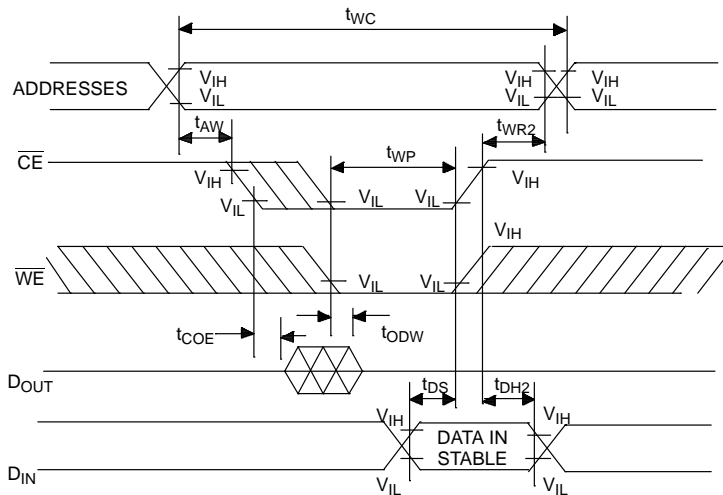 tWC
ADDRESSES
VIH VIH VIH
VIL VIL VIL
tAW tWR2
CE tWP
VIH VIH
VIL VIL VIL
VIH
WE
VIL VIL
tCOE tODW
DOUT
tDS tDH2
VIH VIH
DATA IN
STABLE
DIN
VIL VIL